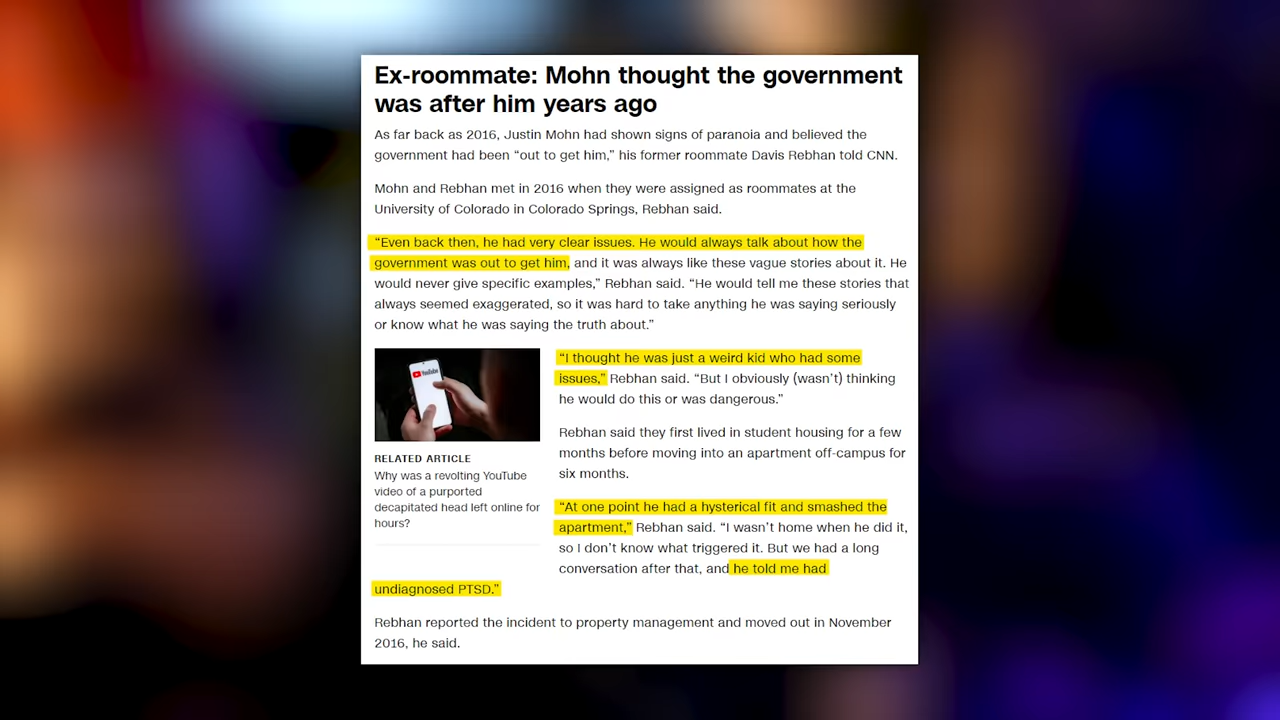 Ex-roommate: Mohn thought the government
was after him years ago
As far back as 2016, Justin Mohn had shown signs of paranoia and believed the
government had been “out to get him,” his former roommate Davis Rebhan told CNN.
Mohn and Rebhan met in 2016 when they were assigned as roommates at the
University of Colorado in Colorado Springs, Rebhan said.
“Even back then, he had very clear issues. He would always talk about how the
government was out to get him, and it was always like these vague stories about it. He
would never give specific examples,” Rebhan said. “He would tell me these stories that
always seemed exaggerated, so it was hard to take anything he was saying seriously
or know what he was saying the truth about.”
YouTube
RELATED ARTICLE
Why was a revolting YouTube
video of a purported
decapitated head left online for
hours?
“I thought he was just a weird kid who had some
issues,” Rebhan said. “But I obviously (wasn’t) thinking
he would do this or was dangerous.”
Rebhan said they first lived in student housing for a few
months before moving into an apartment off-campus for
six months.
“At one point he had a hysterical fit and smashed the
apartment,” Rebhan said. “I wasn’t home when he did it,
so I don’t know what triggered it. But we had a long
conversation after that, and he told me had
undiagnosed PTSD.”
Rebhan reported the incident to property management and moved out in November
2016, he said.